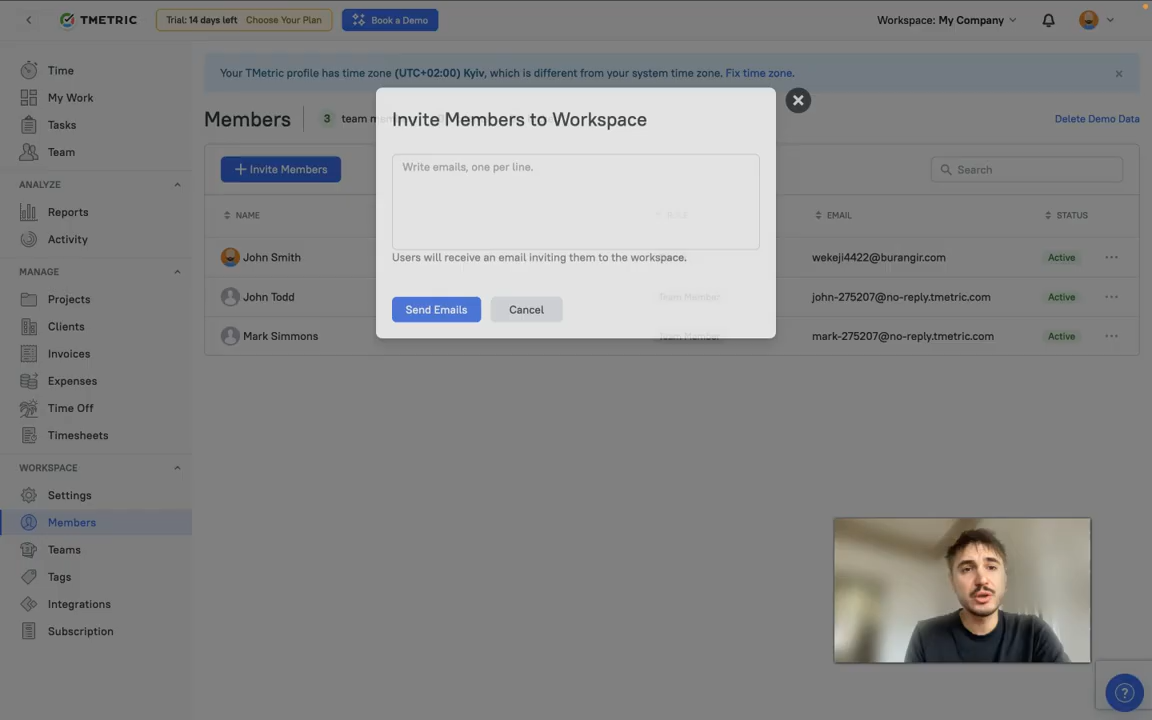 TMETRIC
Trial: 14 days left Choose Your Plan
Book a Demo
Workspace: My Company
Time
My Work
Tasks
Team
ANALYZE
Reports
Activity
MANAGE
Projects
Clients
Invoices
Expenses
Time Off
Timesheets
WORKSPACE
Settings
Members
Teams
Tags
Integrations
Subscription
Your TMetric profile has time zone (UTC+02:00) Kyiv, which is different from your system time zone. Fix time zone.
Members
3 team
Delete Demo Data
Invite Members
Search
NAME
EMAIL
STATUS
John Smith
wekeji4422@burangir.com
Active
John Todd
Team Member
john-275207@no-reply.tmetric.com
Active
Mark Simmons
Team Member
mark-275207@no-reply.tmetric.com
Active
Invite Members to Workspace
Write emails, one per line.
Users will receive an email inviting them to the workspace.
Send Emails
Cancel